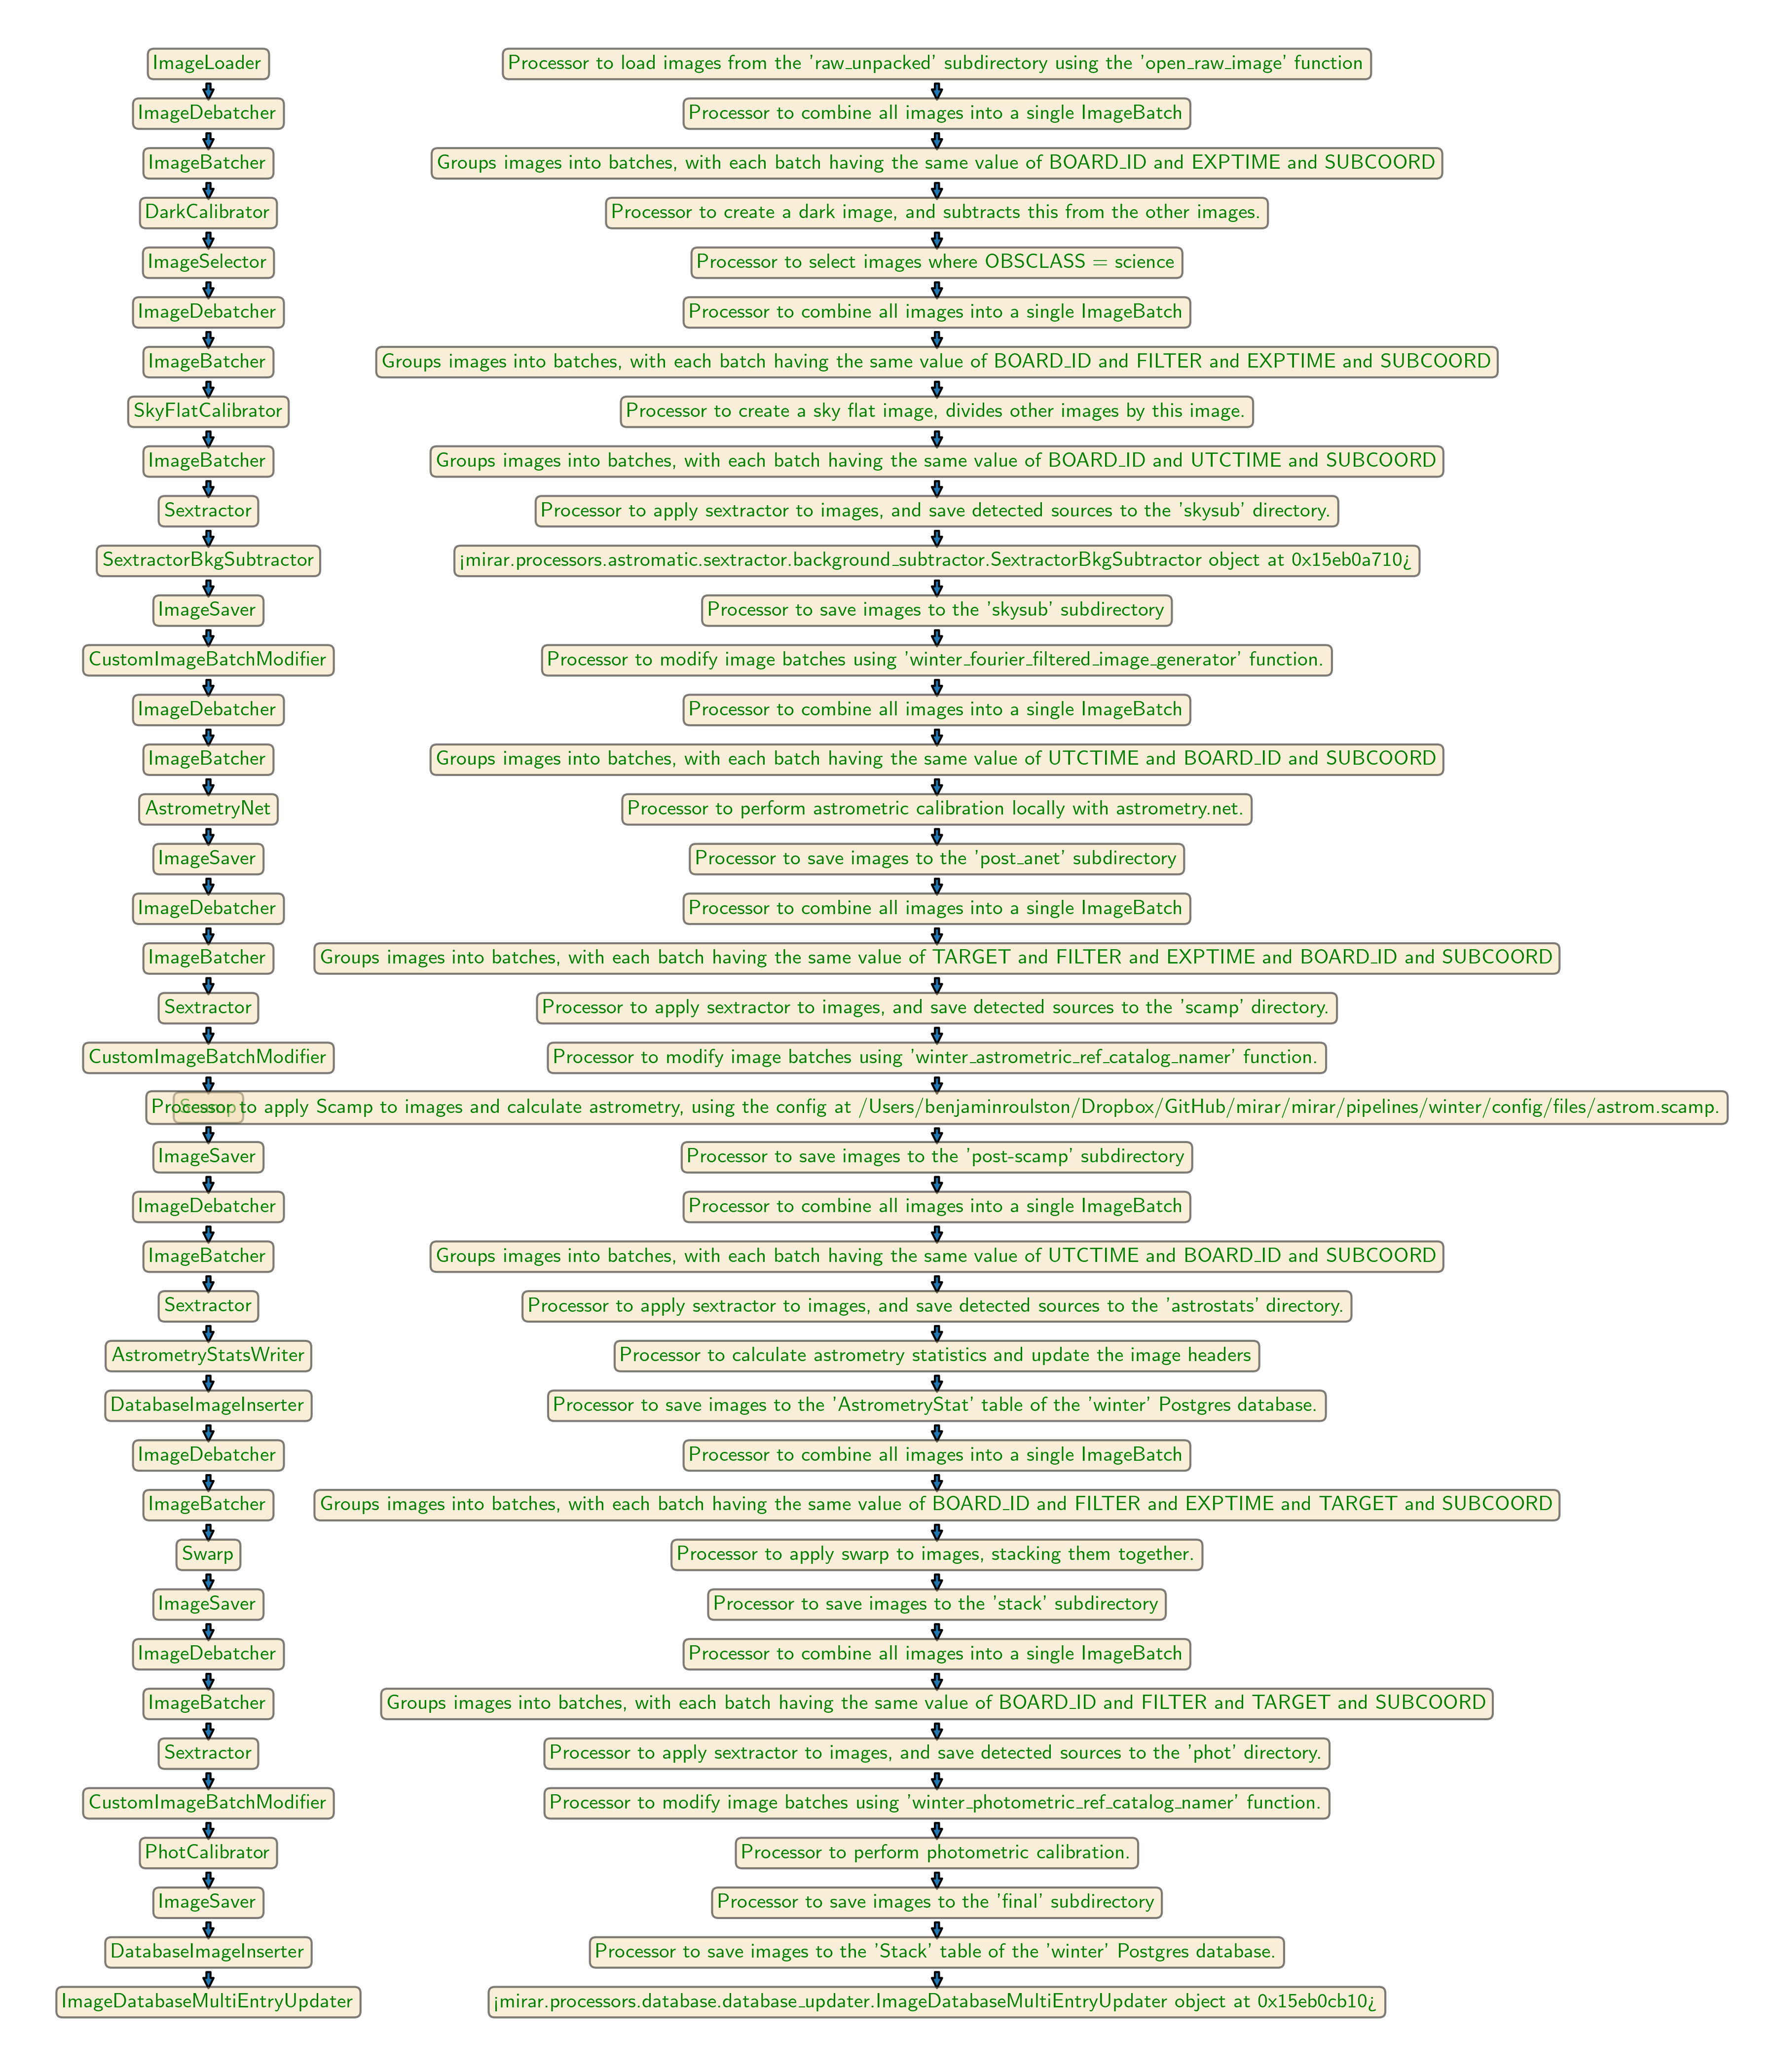 ImageLoader Processor to load images from the 'raw_unpacked' subdirectory using the 'open_raw_image' function
ImageDebatcher Processor to combine all images into a single ImageBatch
ImageBatcher Groups images into batches, with each batch having the same value of BOARD_ID and EXPTIME and SUBCOORD
DarkCalibrator Processor to create a dark image, and subtracts this from the other images.
ImageSelector Processor to select images where OBSCLASS = science
ImageDebatcher Processor to combine all images into a single ImageBatch
ImageBatcher Groups images into batches, with each batch having the same value of BOARD_ID and FILTER and EXPTIME and SUBCOORD
SkyFlatCalibrator Processor to create a sky flat image, divides other images by this image.
ImageBatcher Groups images into batches, with each batch having the same value of BOARD_ID and UTCTIME and SUBCOORD
Sextractor Processor to apply sextractor to images, and save detected sources to the 'skysub' directory.
SextractorBkgSubtractor ¡mirar.processors.astromatic.sextractor.background_subtractor.SextractorBkgSubtractor object at 0x15eb0a710¿
ImageSaver Processor to save images to the 'skysub' subdirectory
CustomImageBatchModifier Processor to modify image batches using 'winter_fourier_filtered_image_generator' function.
ImageDebatcher Processor to combine all images into a single ImageBatch
ImageBatcher Groups images into batches, with each batch having the same value of UTCTIME and BOARD_ID and SUBCOORD
AstrometryNet Processor to perform astrometric calibration locally with astrometry.net.
ImageSaver Processor to save images to the 'post_anet' subdirectory
ImageDebatcher Processor to combine all images into a single ImageBatch
ImageBatcher Groups images into batches, with each batch having the same value of TARGET and FILTER and EXPTIME and BOARD_ID and SUBCOORD
Sextractor Processor to apply sextractor to images, and save detected sources to the 'scamp' directory.
CustomImageBatchModifier Processor to modify image batches using 'winter_astrometric_ref_catalog_namer' function.
Scamp Processor to apply Scamp to images and calculate astrometry, using the config at /Users/benjaminroulston/Dropbox/GitHub/mirar/mirar/pipelines/winter/config/files/astrom.scamp.
ImageSaver Processor to save images to the 'post-scamp' subdirectory
ImageDebatcher Processor to combine all images into a single ImageBatch
ImageBatcher Groups images into batches, with each batch having the same value of UTCTIME and BOARD_ID and SUBCOORD
Sextractor Processor to apply sextractor to images, and save detected sources to the 'astrostats' directory.
AstrometryStatsWriter Processor to calculate astrometry statistics and update the image headers
DatabaseImageInserter Processor to save images to the 'AstrometryStat' table of the 'winter' Postgres database.
ImageDebatcher Processor to combine all images into a single ImageBatch
ImageBatcher Groups images into batches, with each batch having the same value of BOARD_ID and FILTER and EXPTIME and TARGET and SUBCOORD
Swarp Processor to apply swarp to images, stacking them together.
ImageSaver Processor to save images to the 'stack' subdirectory
ImageDebatcher Processor to combine all images into a single ImageBatch
ImageBatcher Groups images into batches, with each batch having the same value of BOARD_ID and FILTER and TARGET and SUBCOORD
Sextractor Processor to apply sextractor to images, and save detected sources to the 'phot' directory.
CustomImageBatchModifier Processor to modify image batches using 'winter_photometric_ref_catalog_namer' function.
PhotCalibrator Processor to perform photometric calibration.
ImageSaver Processor to save images to the 'final' subdirectory
DatabaseImageInserter Processor to save images to the 'Stack' table of the 'winter' Postgres database.
ImageDatabaseMultiEntryUpdater ¡mirar.processors.database.database_updater.ImageDatabaseMultiEntryUpdater object at 0x15eb0cb10¿